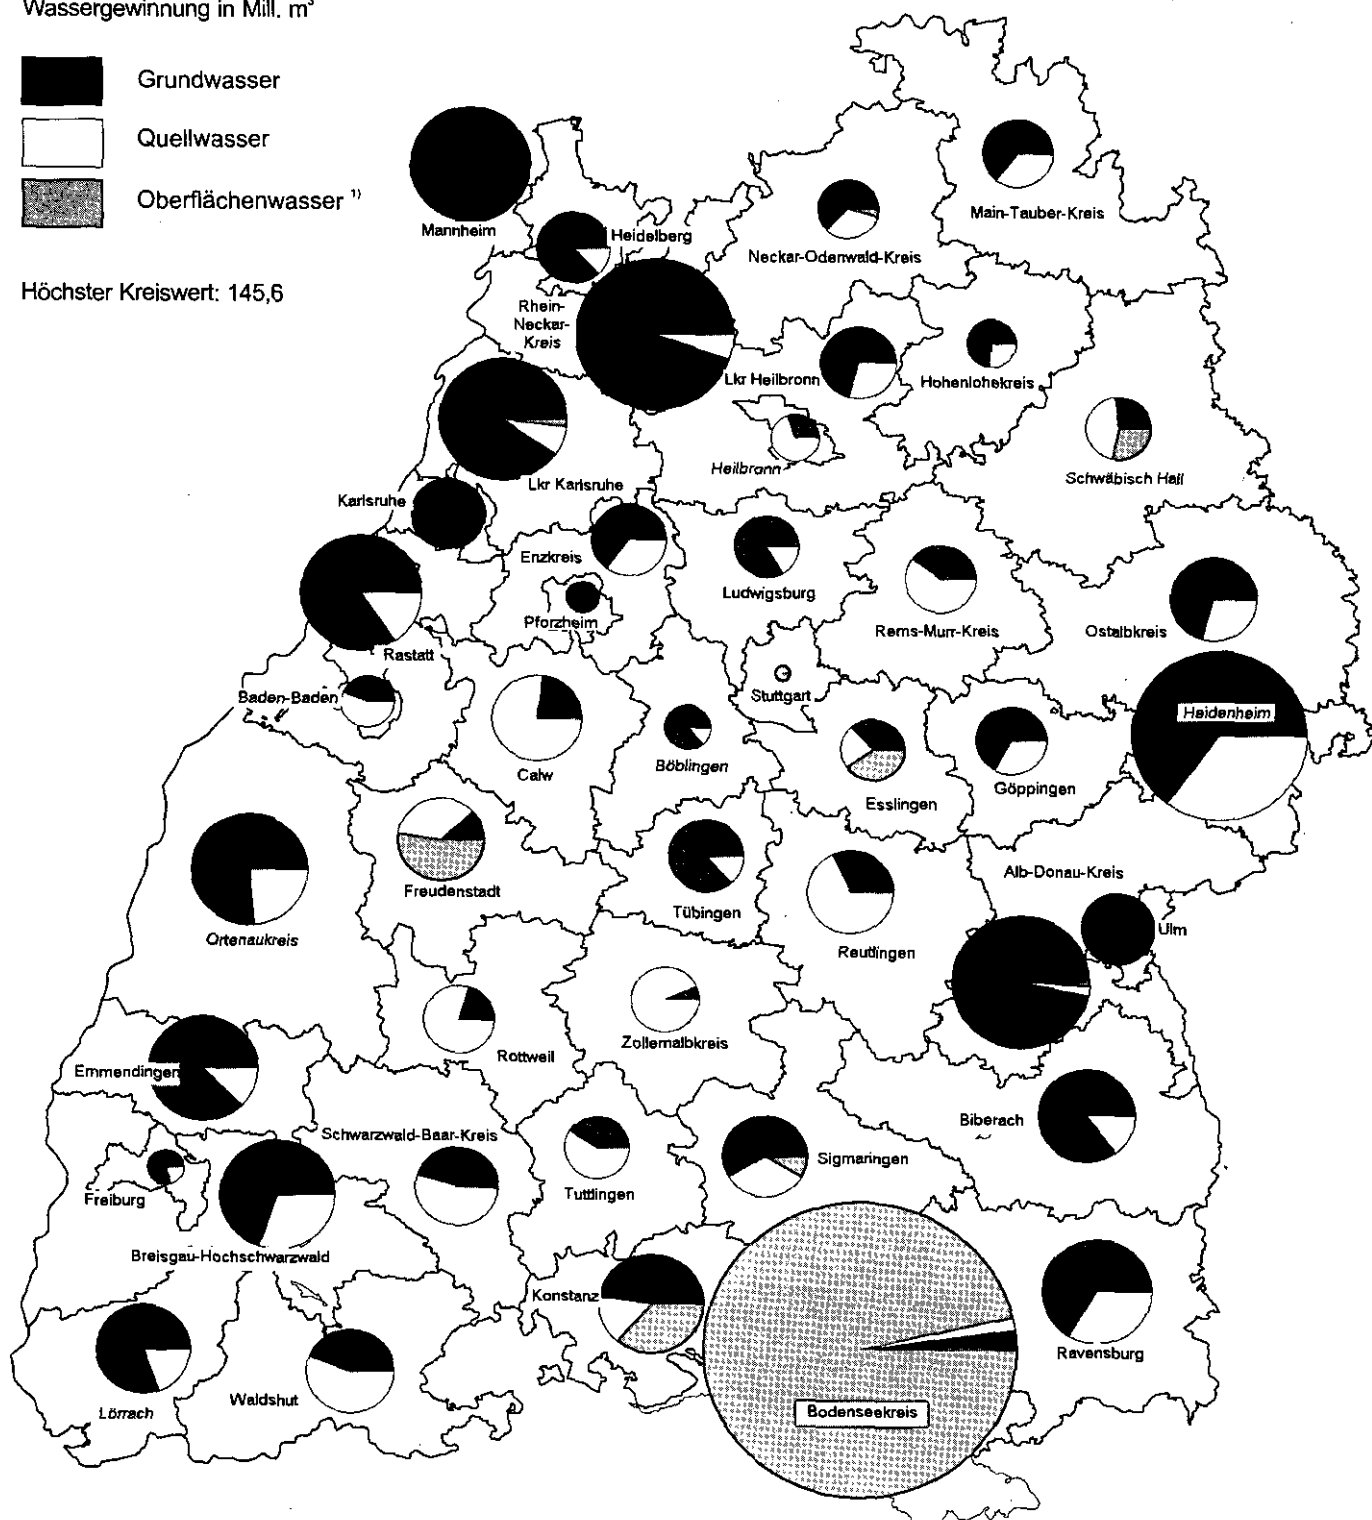 Wassergewinnung in Mill. m³
Grundwasser
Quellwasser
Oberflächenwasser ¹⁾
Höchster Kreiswert: 145,6
Mannheim
Heidelberg
Main-Tauber-Kreis
Neckar-Odenwald-Kreis
Rhein-
Neckar-
Kreis
Lkr Heilbronn
Hohenlohekreis
Heilbronn
Schwäbisch Hall
Lkr Karlsruhe
Karlsruhe
Enzkreis
Pforzheim
Ludwigsburg
Rems-Murr-Kreis
Ostalbkreis
Rastatt
Baden-Baden
Stuttgart
Heidenheim
Calw
Böblingen
Esslingen
Göppingen
Freudenstadt
Alb-Donau-Kreis
Tübingen
Ulm
Ortenaukreis
Reutlingen
Rottweil
Zollernalbkreis
Emmendingen
Biberach
Schwarzwald-Baar-Kreis
Sigmaringen
Tuttlingen
Freiburg
Breisgau-Hochschwarzwald
Konstanz
Ravensburg
Waldshut
Lörrach
Bodenseekreis